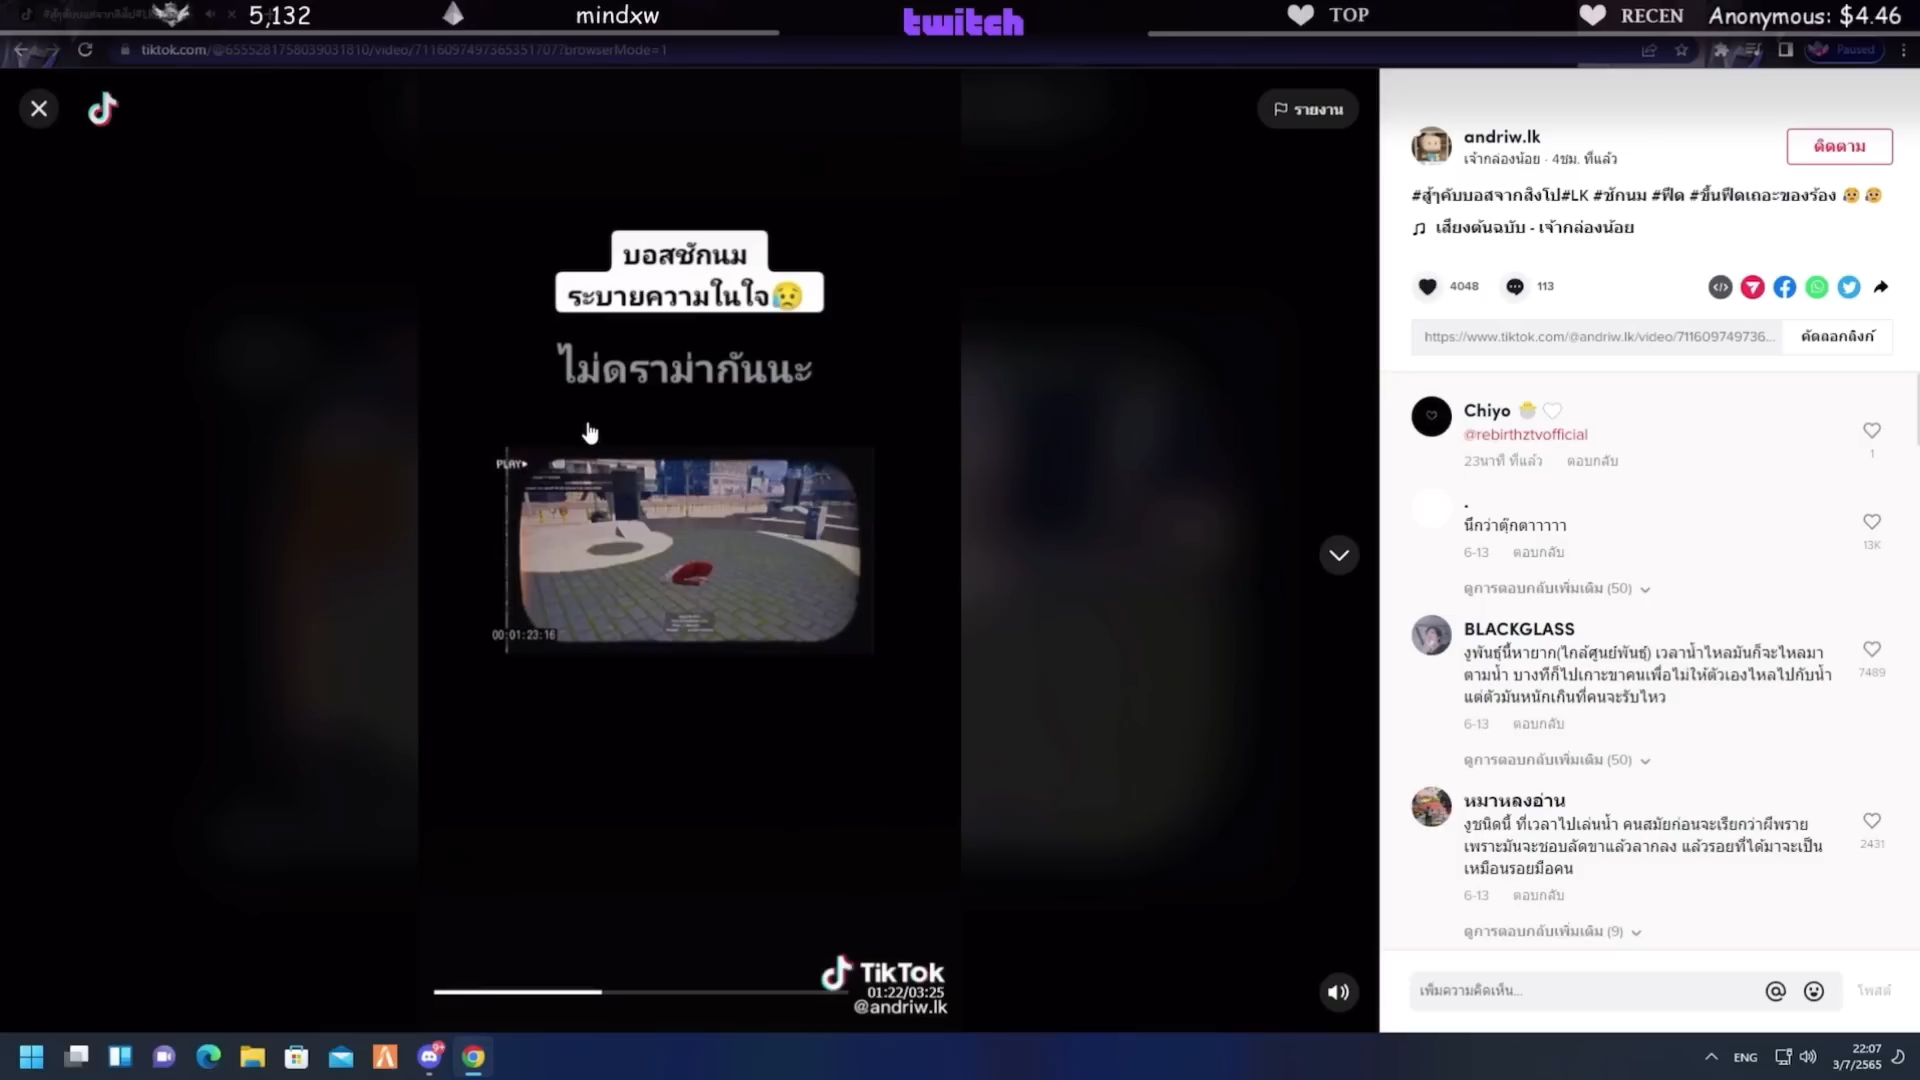 5,132
mindxw
twitch
TOP
RECEN
Anonymous: $4.46
tiktok.com/@6555281758039031810/video/7116097497365351707?browserMode=1
Paused
รายงาน
บอสชักนม
ระบายความในใจ😥
ไม่ดราม่ากันนะ
PLAY
00:01:23:16
TikTok
01:22/03:25
@andriw.lk
andriw.lk
เจ้ากล่องน้อย · 4ชม. ที่แล้ว
ติดตาม
#สู้ๆคับบอสจากสิงโป#LK #ชักนม #ฟีด #ขึ้นฟีดเถอะของร้อง 😥 😥
เสียงต้นฉบับ - เจ้ากล่องน้อย
4048
113
https://www.tiktok.com/@andriw.lk/video/711609749736...
คัดลอกลิงก์
Chiyo
@rebirthztvofficial
23นาที ที่แล้ว ตอบกลับ
1
.
นึกว่าตุ๊กตาาาาา
13K
6-13 ตอบกลับ
ดูการตอบกลับเพิ่มเติม (50)
BLACKGLASS
งูพันธุ์นี้หายาก(ใกล้ศูนย์พันธุ์) เวลาน้ำไหลมันก็จะไหลมา
ตามน้ำ บางทีก็ไปเกาะขาคนเพื่อไม่ให้ตัวเองไหลไปกับน้ำ
แต่ตัวมันหนักเกินที่คนจะรับไหว
7489
6-13 ตอบกลับ
ดูการตอบกลับเพิ่มเติม (50)
หมาหลงอ่าน
งูชนิดนี้ ที่เวลาไปเล่นน้ำ คนสมัยก่อนจะเรียกว่าผีพราย
เพราะมันจะชอบลัดขาแล้วลากลง แล้วรอยที่ได้มาจะเป็น
เหมือนรอยมือคน
2431
6-13 ตอบกลับ
ดูการตอบกลับเพิ่มเติม (9)
เพิ่มความคิดเห็น...
โพสต์
9+
ENG
22:07
3/7/2565